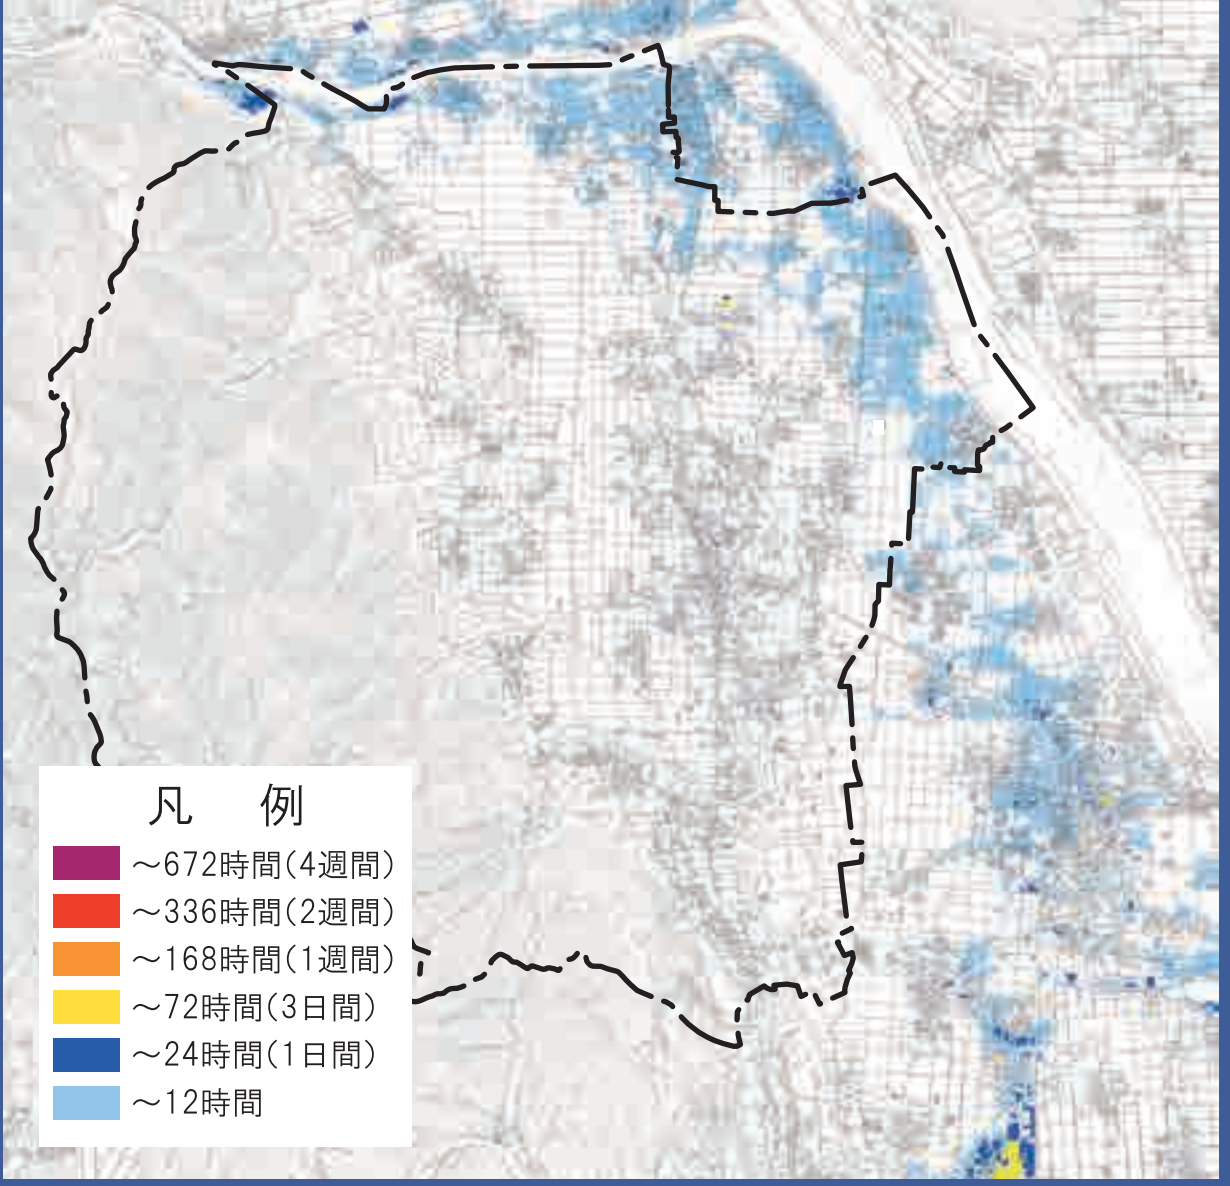 凡　例
～672時間(4週間)
～336時間(2週間)
～168時間(1週間)
～72時間(3日間)
～24時間(1日間)
～12時間